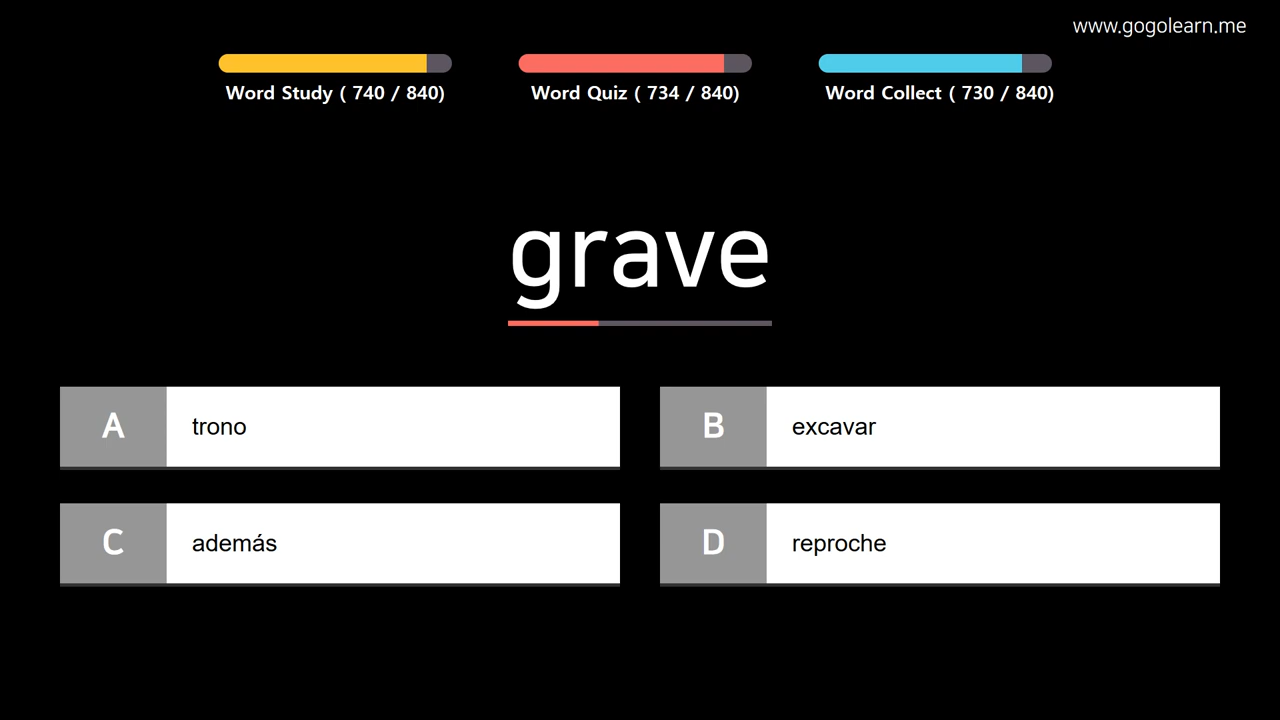 www.gogolearn.me
Word Study ( 740 / 840)
Word Quiz ( 734 / 840)
Word Collect ( 730 / 840)
grave
A trono
B excavar
C además
D reproche